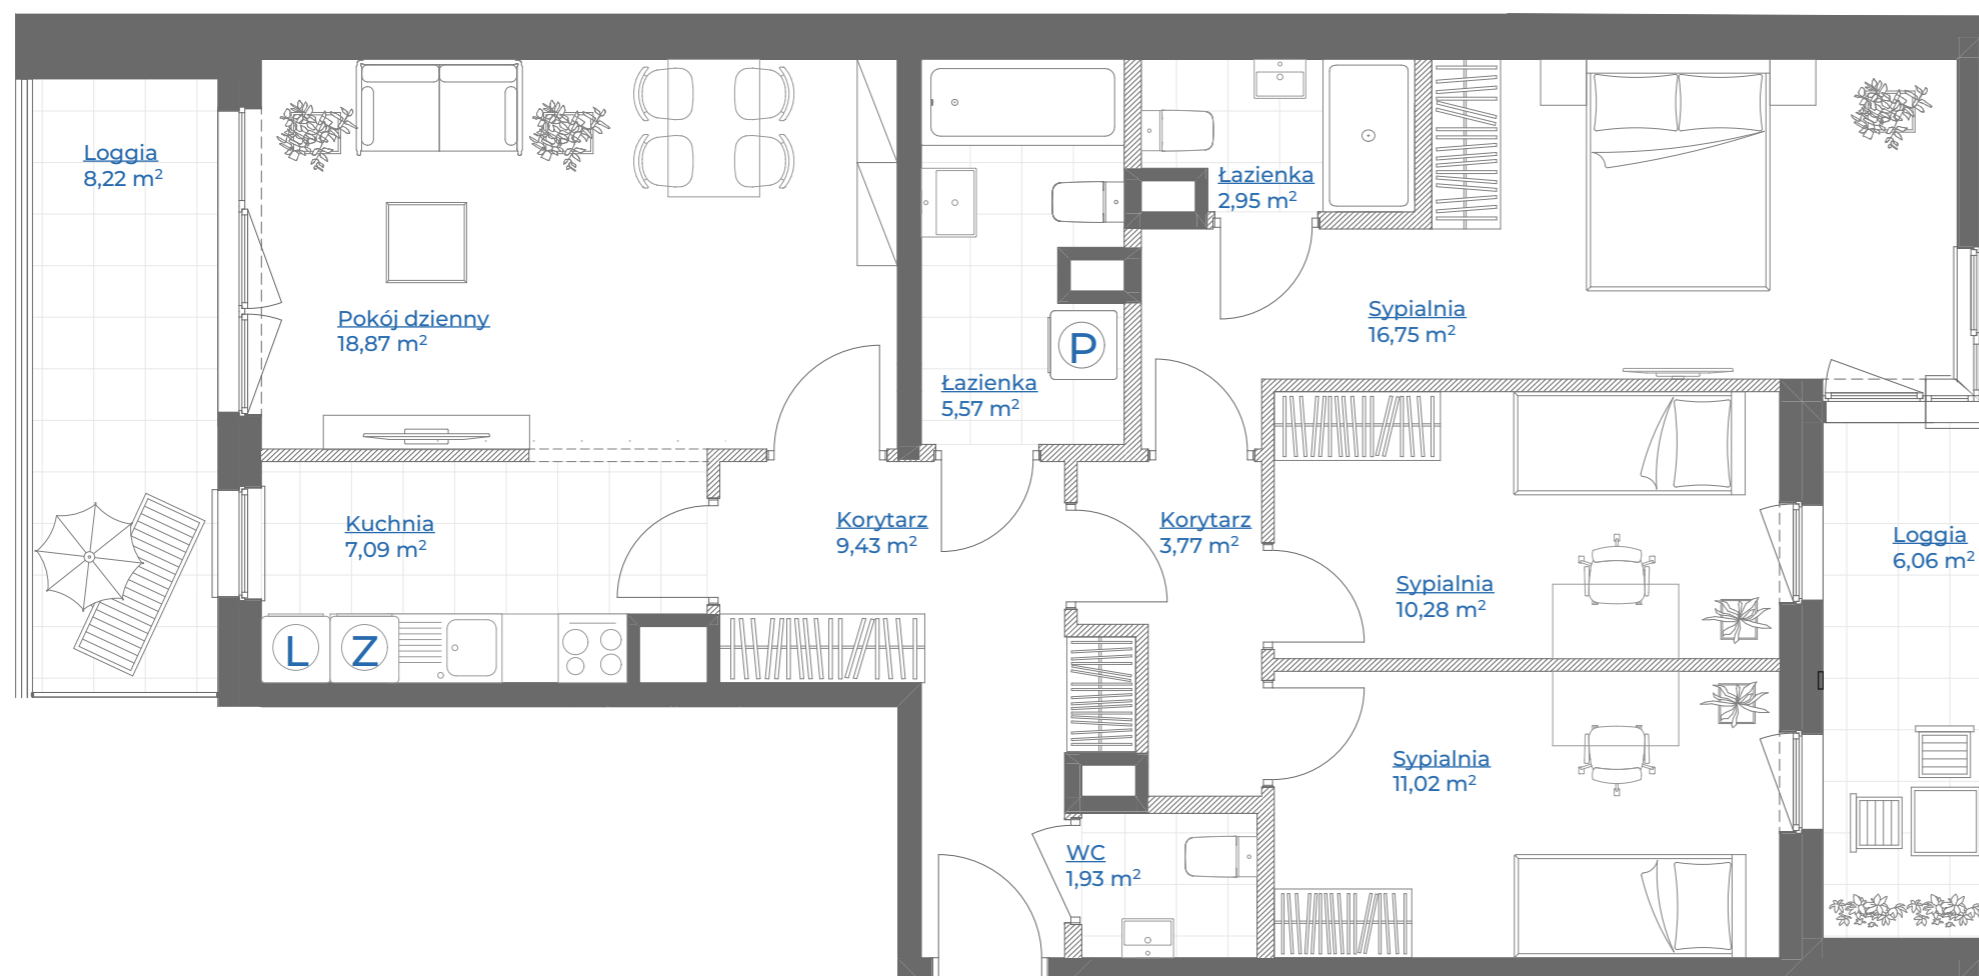 Loggia
8,22 m²
Pokój dzienny
18,87 m²
Łazienka
5,57 m²
P
Łazienka
2,95 m²
Sypialnia
16,75 m²
Kuchnia
7,09 m²
L
Z
Korytarz
9,43 m²
Korytarz
3,77 m²
Sypialnia
10,28 m²
Loggia
6,06 m²
Sypialnia
11,02 m²
WC
1,93 m²